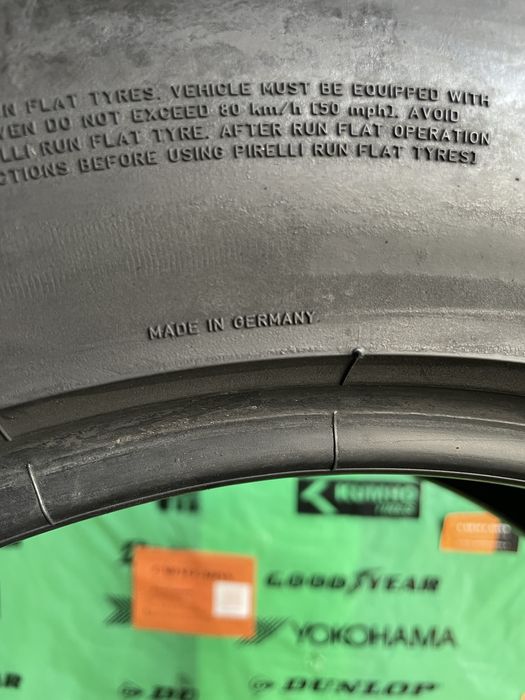 N FLAT TYRES. VEHICLE MUST BE EQUIPPED WITH
VEN DO NOT EXCEED 80 km/h [50 mph]. AVOID
LLI RUN FLAT TYRE. AFTER RUN FLAT OPERATION
CTIONS BEFORE USING PIRELLI RUN FLAT TYRES]
MADE IN GERMANY
KUMHO
TYRES
GOODYEAR
YOKOHAMA
DUNLOP